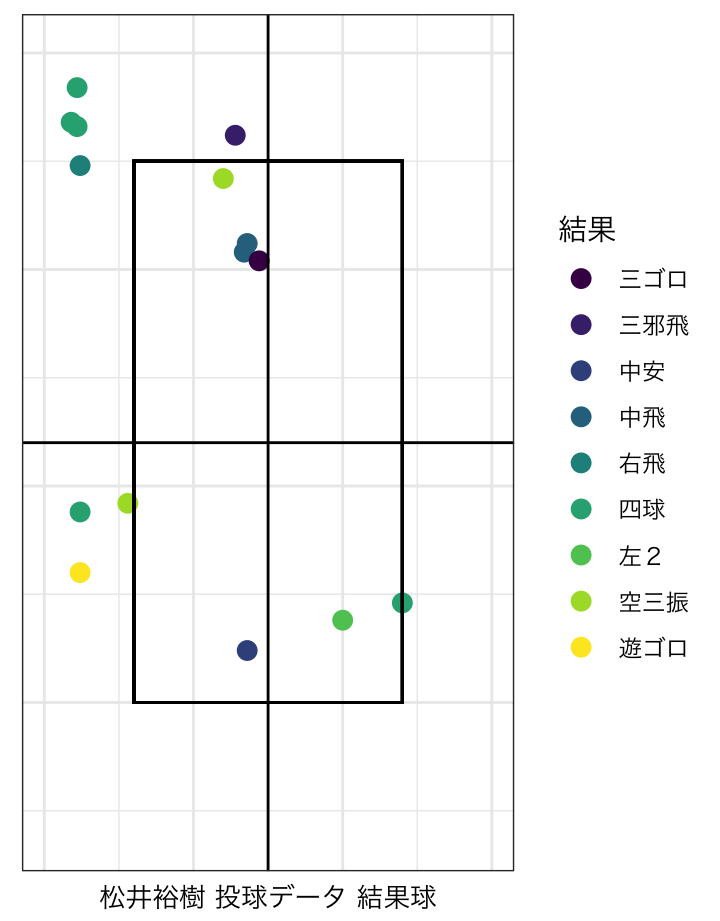 結果
三ゴロ
三邪飛
中安
中飛
右飛
四球
左２
空三振
遊ゴロ
松井裕樹 投球データ 結果球